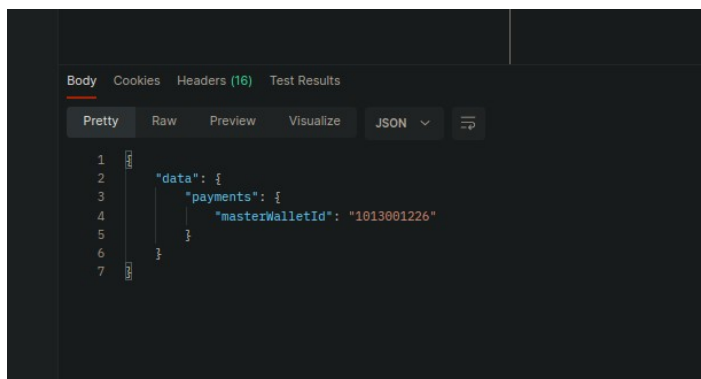 Body Cookies Headers (16) Test Results
Pretty Raw Preview Visualize JSON
1 {
2 "data": {
3 "payments": {
4 "masterWalletId": "1013001226"
5 }
6 }
7 }